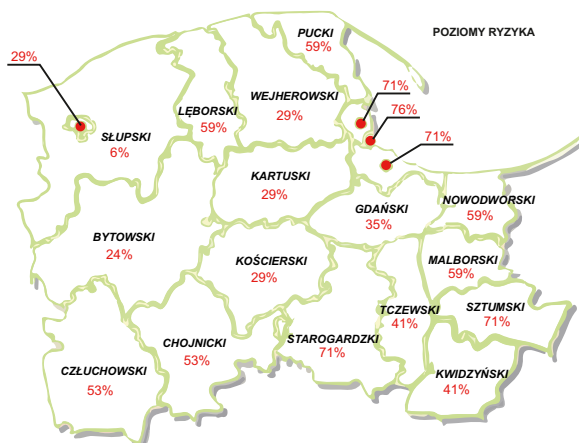 PUCKI
59%
POZIOMY RYZYKA
29%
71%
76%
71%
WEJHEROWSKI
29%
LĘBORSKI
59%
SŁUPSKI
6%
KARTUSKI
29%
GDAŃSKI
35%
NOWODWORSKI
59%
BYTOWSKI
24%
KOŚCIERSKI
29%
MALBORSKI
59%
SZTUMSKI
71%
TCZEWSKI
41%
STAROGARDZKI
71%
CHOJNICKI
53%
CZŁUCHOWSKI
53%
KWIDZYŃSKI
41%